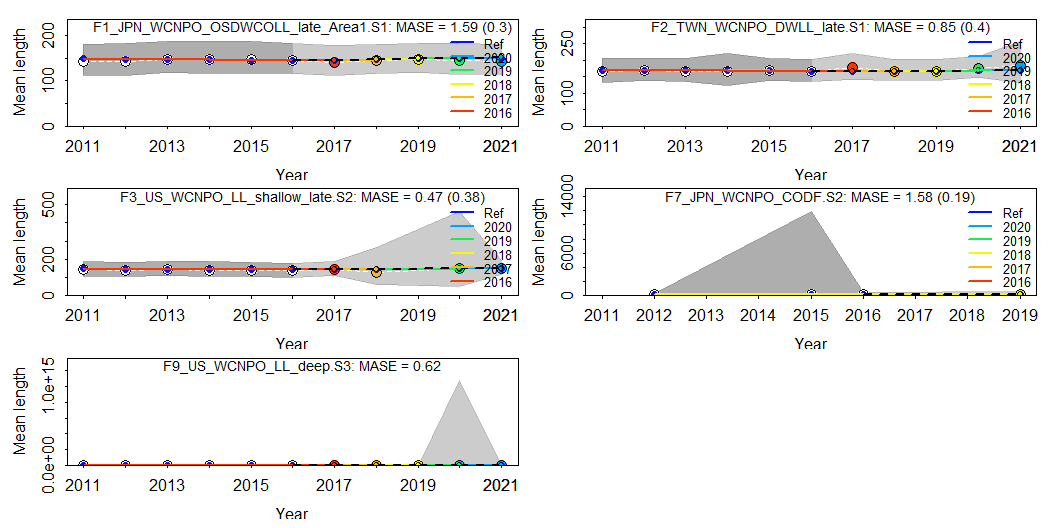 F1_JPN_WCNPO_OSDWCOLL_late_Area1.S1: MASE = 1.59 (0.3)
Mean length
0 100 200
Ref
2020
2019
2018
2017
2016
2011 2013 2015 2017 2019 2021
Year
F2_TWN_WCNPO_DWLL_late.S1: MASE = 0.85 (0.4)
Mean length
0 100 250
Ref
2020
2019
2018
2017
2016
2011 2013 2015 2017 2019 2021
Year
F3_US_WCNPO_LL_shallow_late.S2: MASE = 0.47 (0.38)
Mean length
0 200 500
Ref
2020
2019
2018
2017
2016
2011 2013 2015 2017 2019 2021
Year
F7_JPN_WCNPO_CODF.S2: MASE = 1.58 (0.19)
Mean length
0 6000 14000
Ref
2020
2019
2018
2017
2016
2011 2012 2013 2014 2015 2016 2017 2018 2019
Year
F9_US_WCNPO_LL_deep.S3: MASE = 0.62
Mean length
0.0e+00 1.0e+15
2011 2013 2015 2017 2019 2021
Year